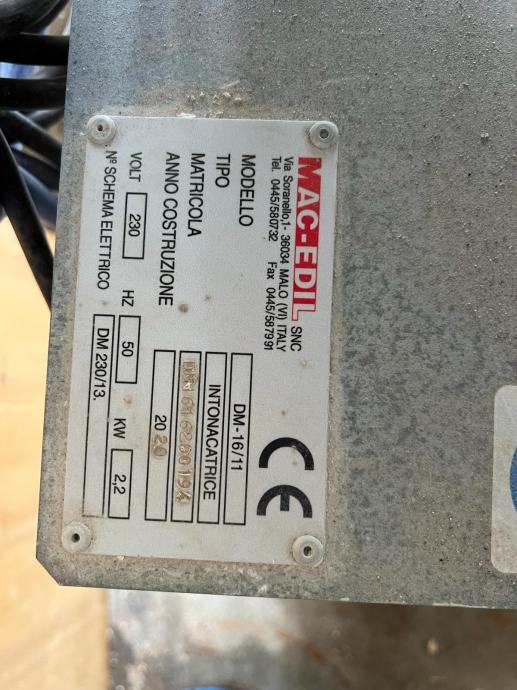 MAC-EDIL SNC
Via Soranello,1- 36034 MALO (VI) ITALY
Tel. 0445/580732 Fax 0445/587991
CE
MODELLO DM-16/11
TIPO INTONACATRICE
MATRICOLA
ANNO COSTRUZIONE 2020
VOLT 230 HZ 50 KW 2,2
N° SCHEMA ELETTRICO DM 230/13.